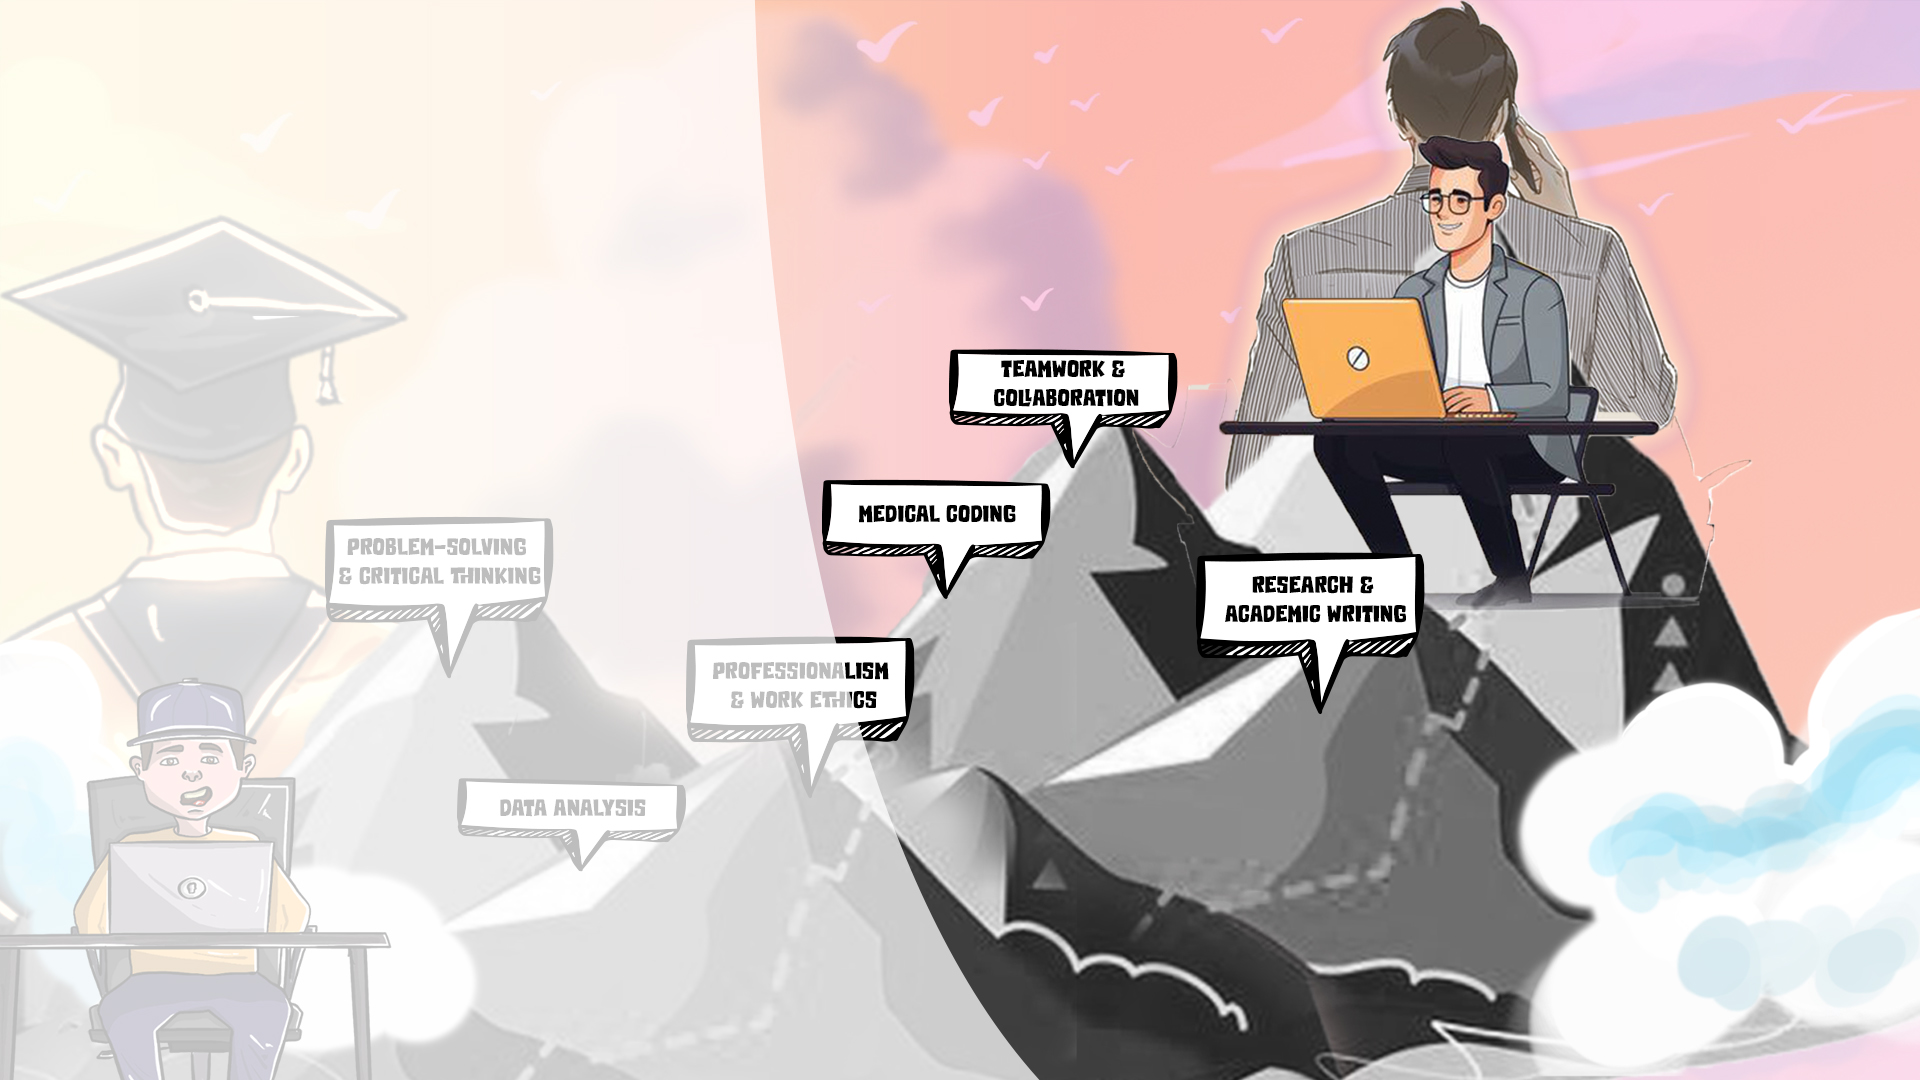 TEAMWORK &
COLLABORATION
MEDICAL CODING
PROBLEM-SOLVING
& CRITICAL THINKING
RESEARCH &
ACADEMIC WRITING
PROFESSIONALISM
& WORK ETHICS
DATA ANALYSIS